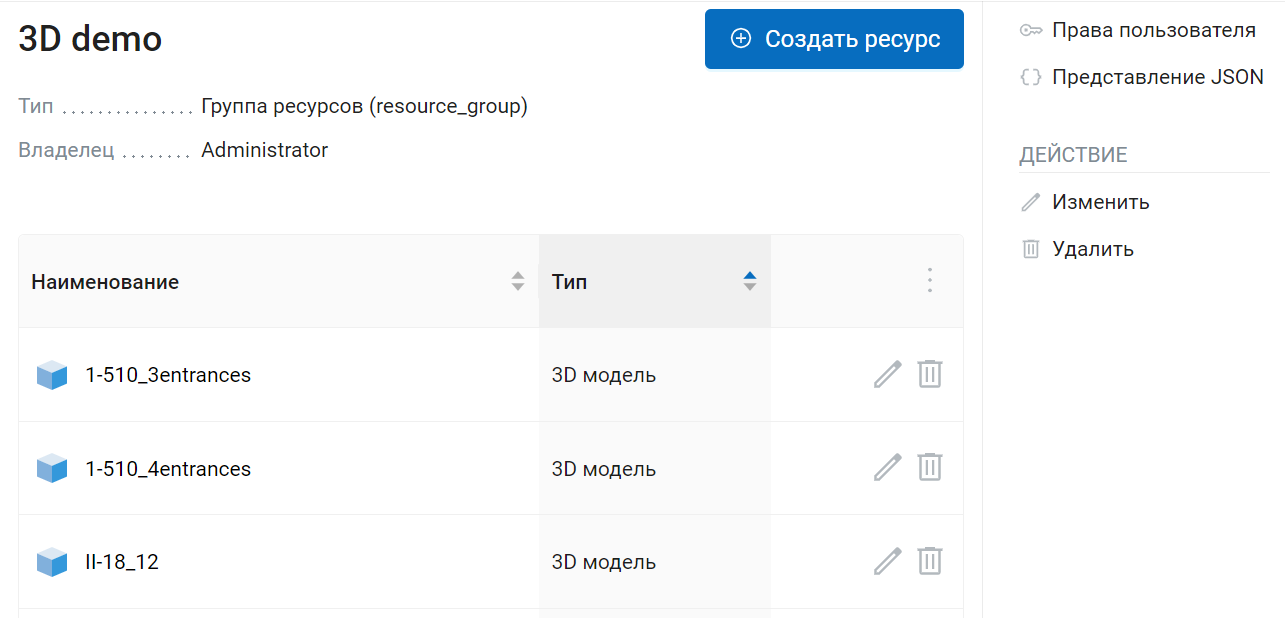 3D demo
Создать ресурс
Тип ............. Группа ресурсов (resource_group)
Владелец ....... Administrator
Наименование
Тип
1-510_3entrances
3D модель
1-510_4entrances
3D модель
II-18_12
3D модель
Права пользователя
Представление JSON
ДЕЙСТВИЕ
Изменить
Удалить